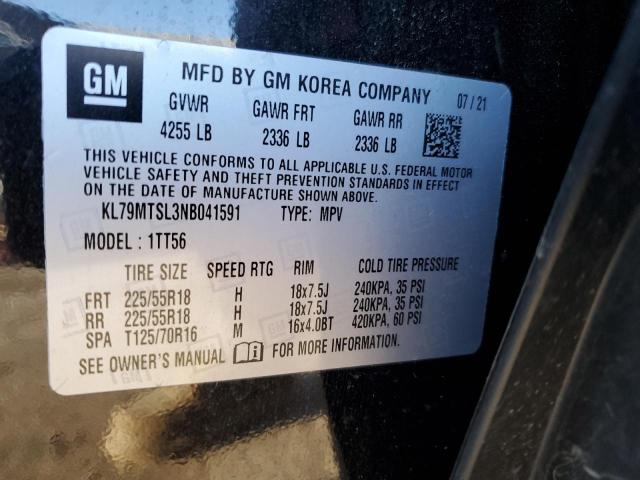 GM
MFD BY GM KOREA COMPANY 07 / 21
GVWR GAWR FRT GAWR RR
4255 LB 2336 LB 2336 LB
THIS VEHICLE CONFORMS TO ALL APPLICABLE U.S. FEDERAL MOTOR
VEHICLE SAFETY AND THEFT PREVENTION STANDARDS IN EFFECT
ON THE DATE OF MANUFACTURE SHOWN ABOVE.
KL79MTSL3NB041591 TYPE: MPV
MODEL : 1TT56
TIRE SIZE SPEED RTG RIM COLD TIRE PRESSURE
FRT 225/55R18 H 18x7.5J 240KPA, 35 PSI
RR 225/55R18 H 18x7.5J 240KPA, 35 PSI
SPA T125/70R16 M 16x4.0BT 420KPA, 60 PSI
SEE OWNER'S MANUAL FOR MORE INFORMATION.